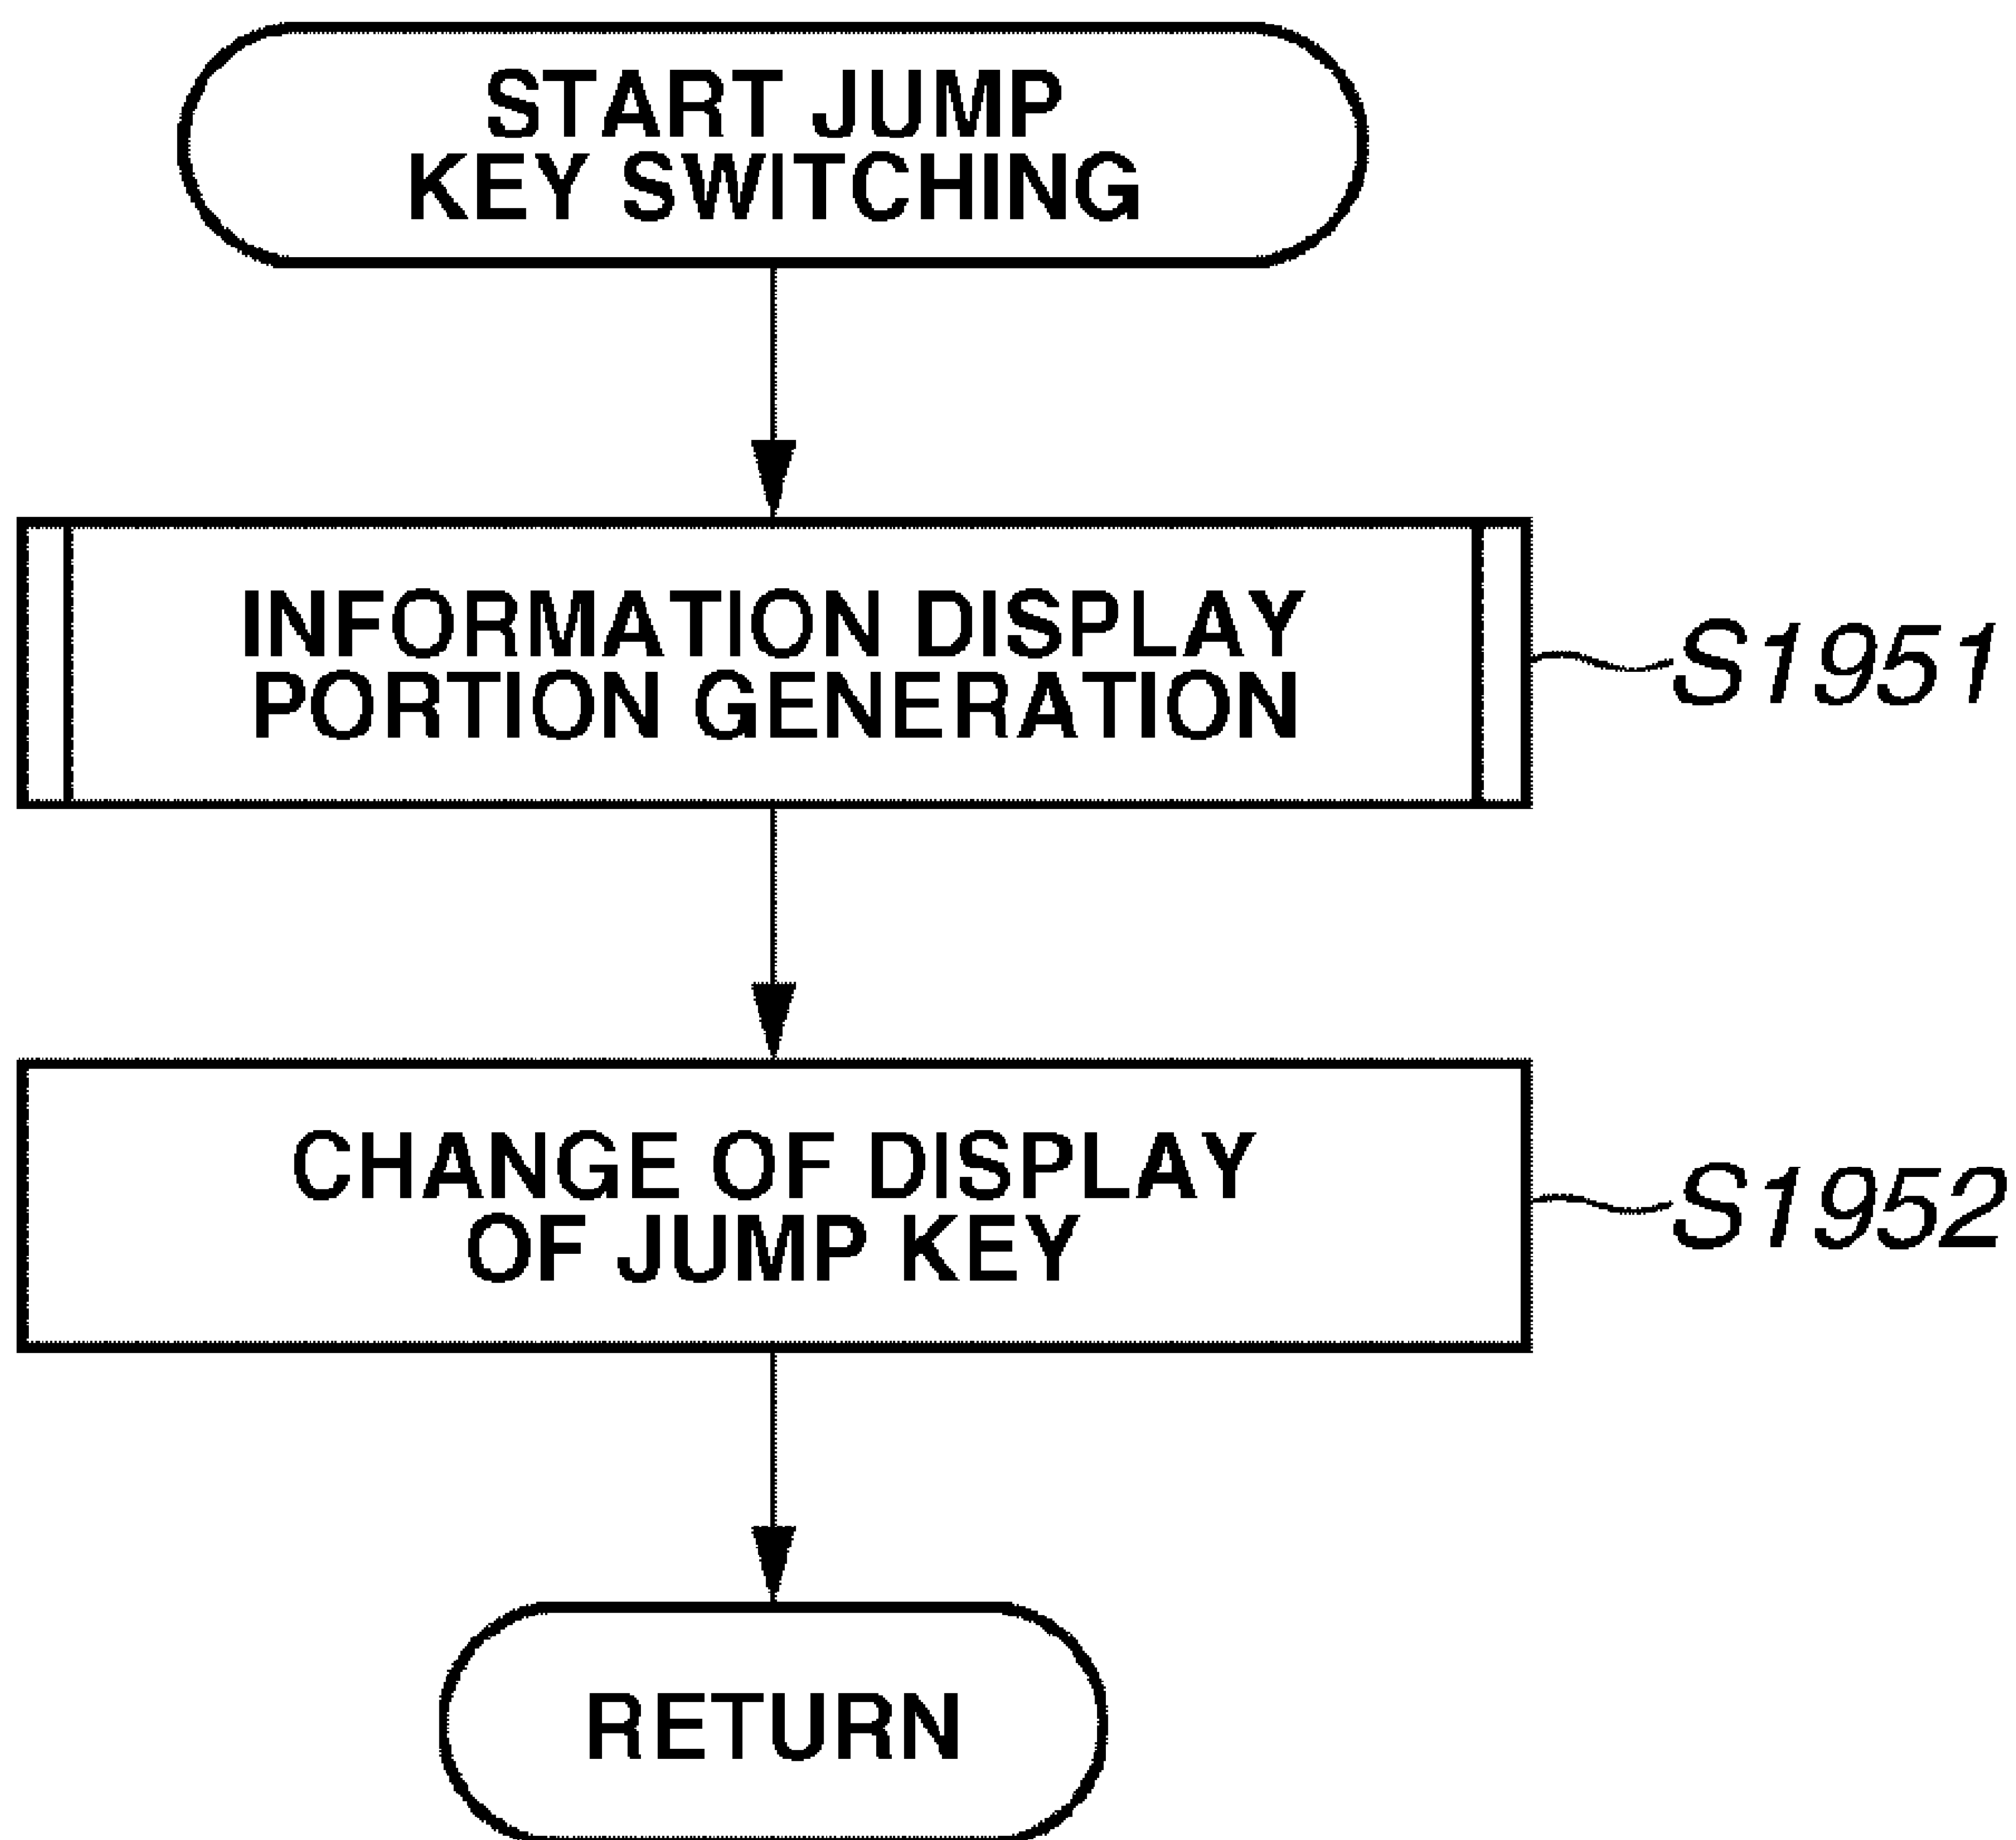 START JUMP
KEY SWITCHING
INFORMATION DISPLAY
PORTION GENERATION
S1951
CHANGE OF DISPLAY
OF JUMP KEY
S1952
RETURN